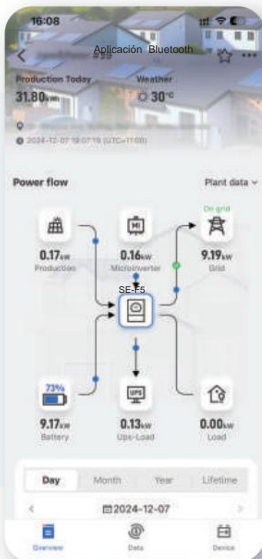 16:08
Aplicación Bluetooth
Production Today
Weather
31.80kWh
30°C
2024-12-07 19:07:19 (UTC+11:00)
Power flow
Plant data
On grid
0.17kW
0.16kW
9.19kW
Production
Microinverter
Grid
SE-F5
73%
UPS
9.17kW
0.13kW
0.00kW
Battery
Ups-Load
Load
Day
Month
Year
Lifetime
2024-12-07
Overview
Data
Device